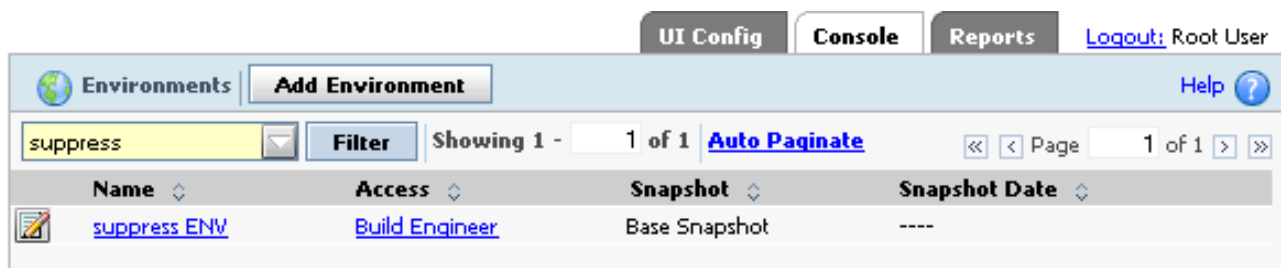 UI Config Console Reports Logout: Root User
Environments Add Environment Help ?
suppress Filter Showing 1 - 1 of 1 Auto Paginate Page 1 of 1
Name Access Snapshot Snapshot Date
suppress ENV Build Engineer Base Snapshot ----